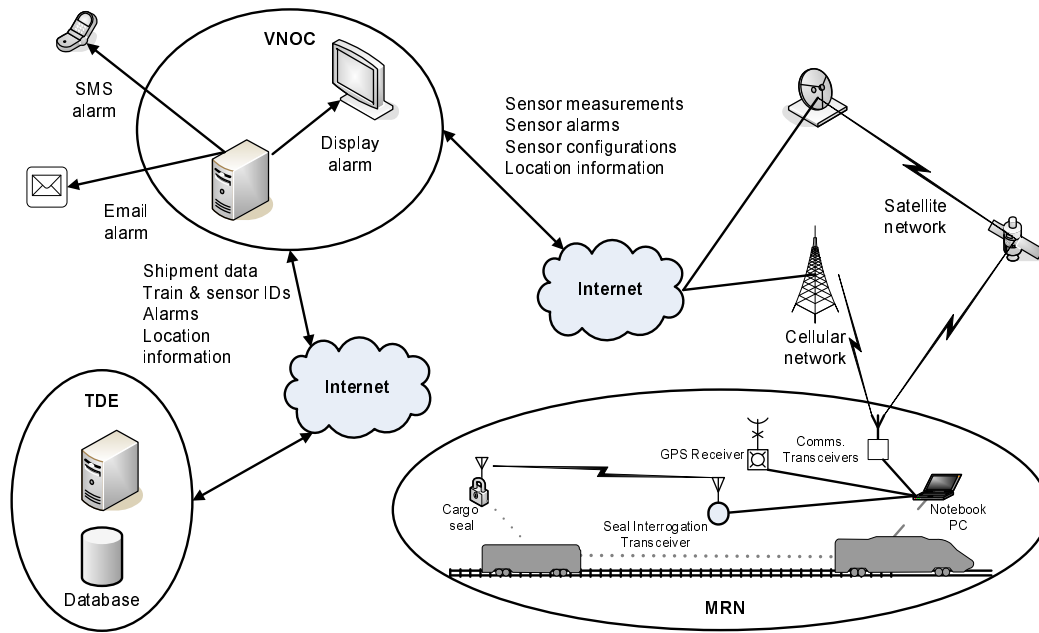 VNOC
SMS
alarm
Display
alarm
Email
alarm
Sensor measurements
Sensor alarms
Sensor configurations
Location information
Satellite
network
Internet
Cellular
network
Shipment data
Train & sensor IDs
Alarms
Location
information
Internet
TDE
Database
GPS Receiver
Comms.
Transceivers
Cargo
seal
Seal Interrogation
Transceiver
Notebook
PC
MRN